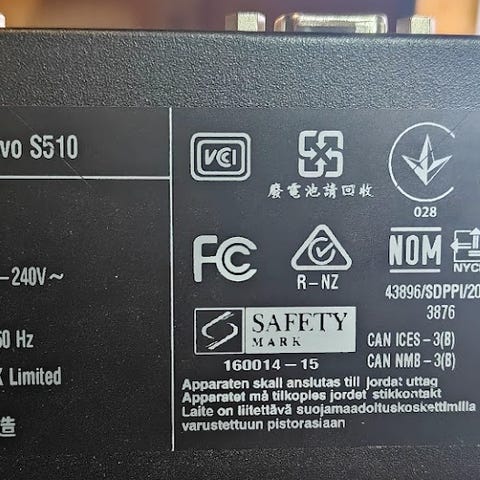 vo S510
–240V~
60 Hz
K Limited
造
VCI
廢電池請回收
028
FC
R–NZ
NOM
NYC
43896/SDPPI/20
3876
SAFETY
MARK
160014–15
CAN ICES–3(B)
CAN NMB–3(B)
Apparaten skall anslutas till jordat uttag
Apparatet må tilkoples jordet stikkontakt
Laite on liitettävä suojamaadoituskoskettimilla
varustettuun pistorasiaan